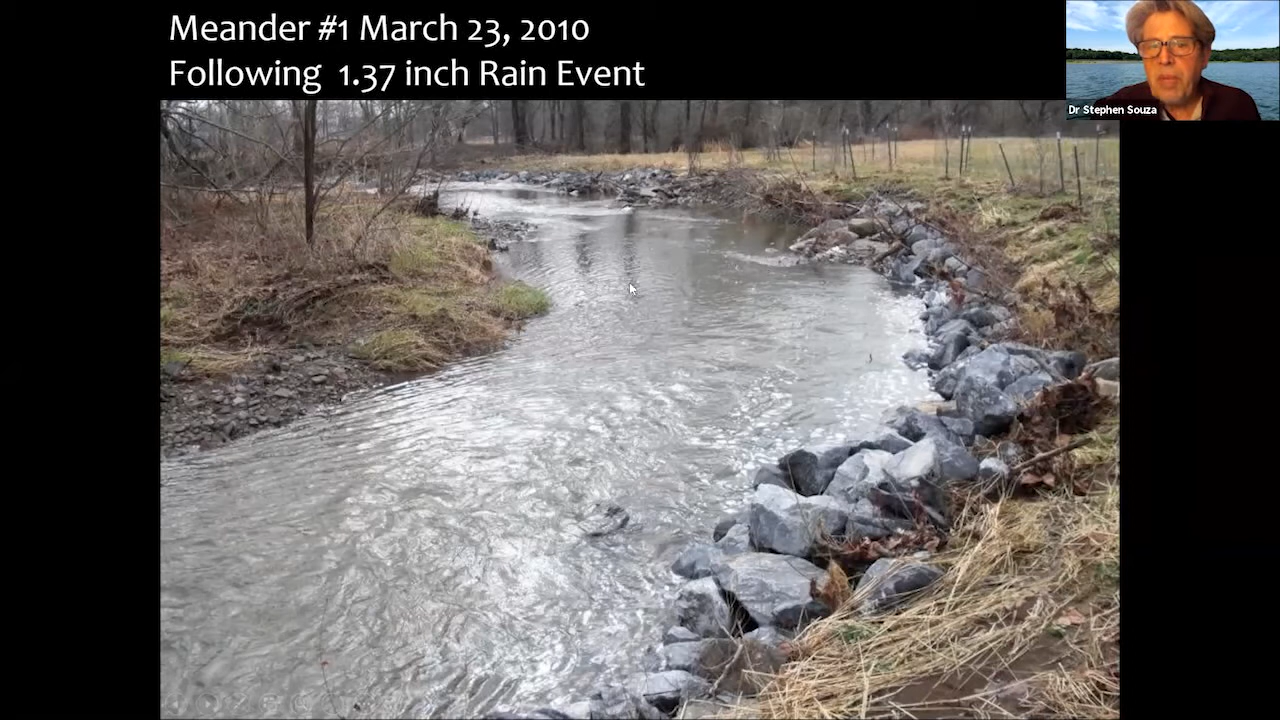 Meander #1 March 23, 2010
Following 1.37 inch Rain Event
Dr Stephen Souza